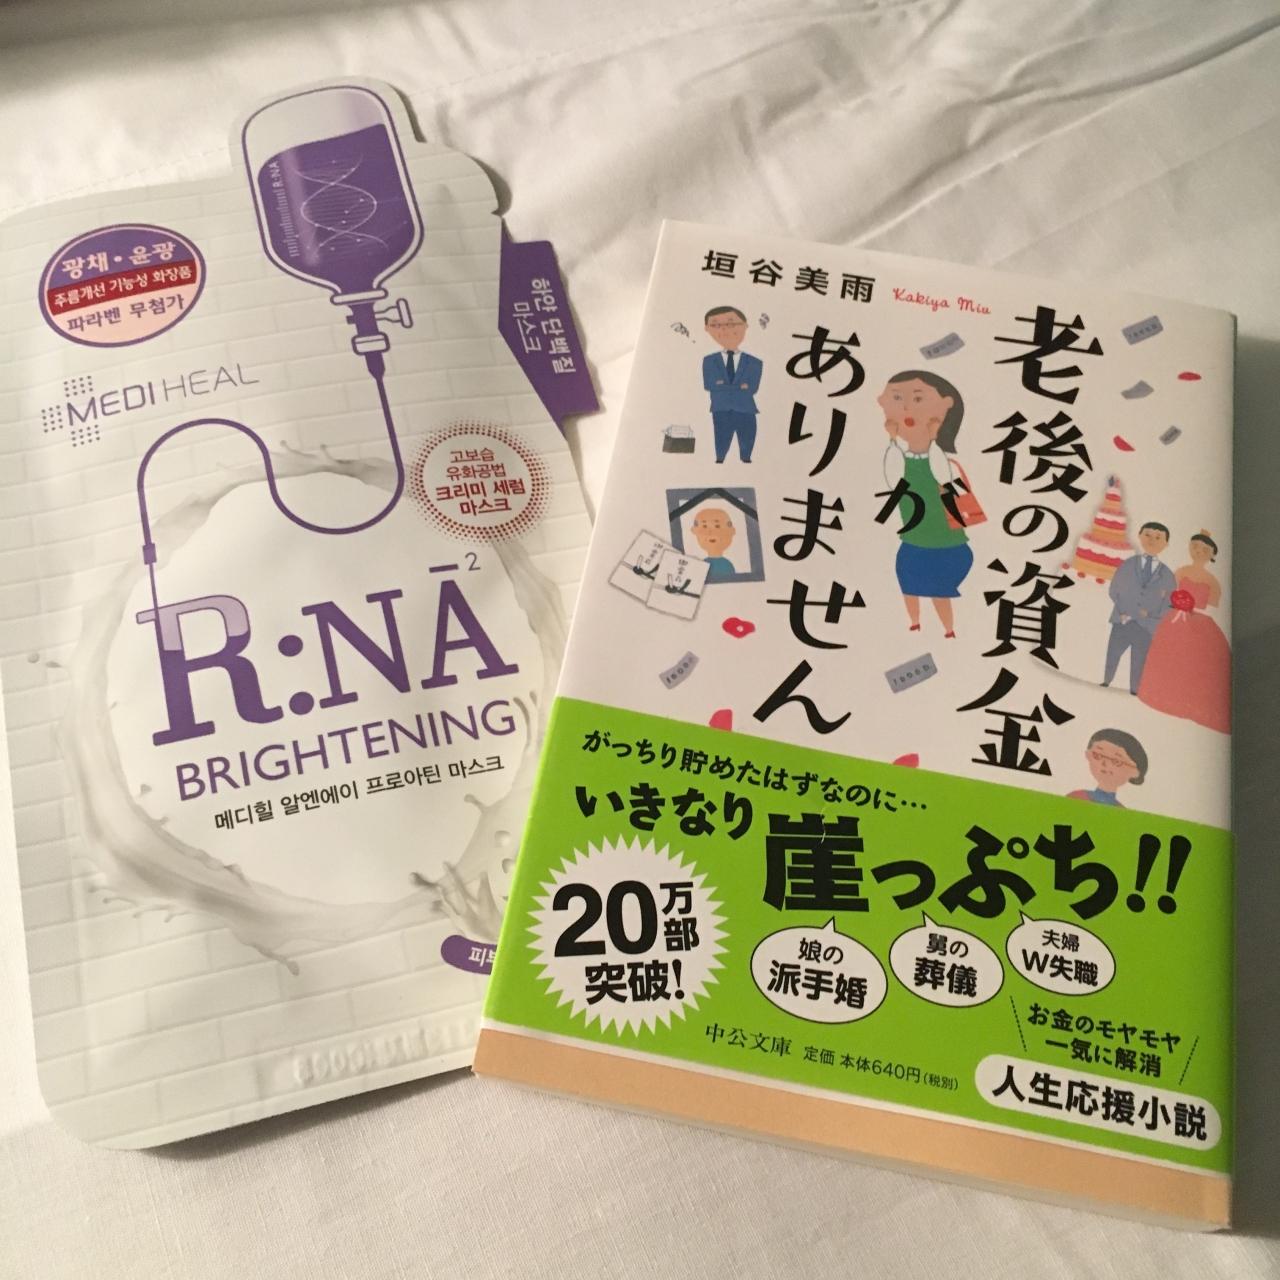 R:NA
광채・윤광
주름개선 기능성 화장품
파라벤 무첨가
하얀 단백질
마스크
MEDIHEAL
고보습
유화공법
크리미 세럼
마스크
R:NĀ²
BRIGHTENING
메디힐 알엔에이 프로아틴 마스크
垣谷美雨
Kakiya Miu
老後の資金
が
ありません
がっちり貯めたはずなのに…
いきなり崖っぷち!!
20万部
突破!
娘の
派手婚
舅の
葬儀
夫婦
W失職
お金のモヤモヤ
一気に解消
人生応援小説
中公文庫 定価 本体640円(税別)